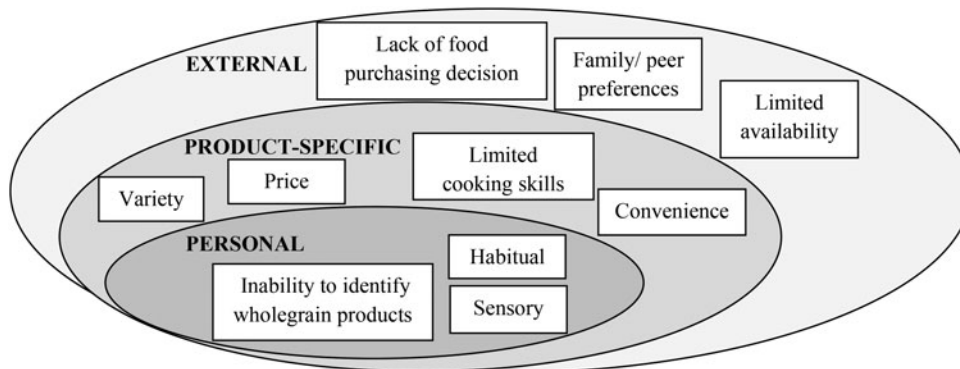 EXTERNAL
Lack of food
purchasing decision
Family/ peer
preferences
Limited
availability
PRODUCT-SPECIFIC
Variety
Price
Limited
cooking skills
Convenience
PERSONAL
Inability to identify
wholegrain products
Habitual
Sensory